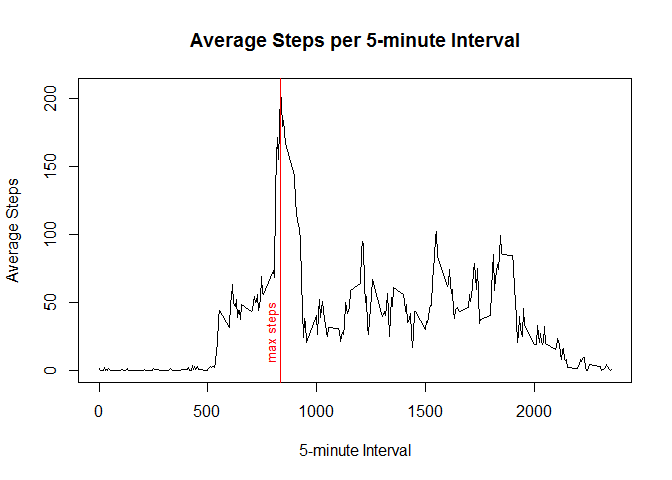 Average Steps per 5-minute Interval
Average Steps
200
150
100
50
0
max steps
0 500 1000 1500 2000
5-minute Interval